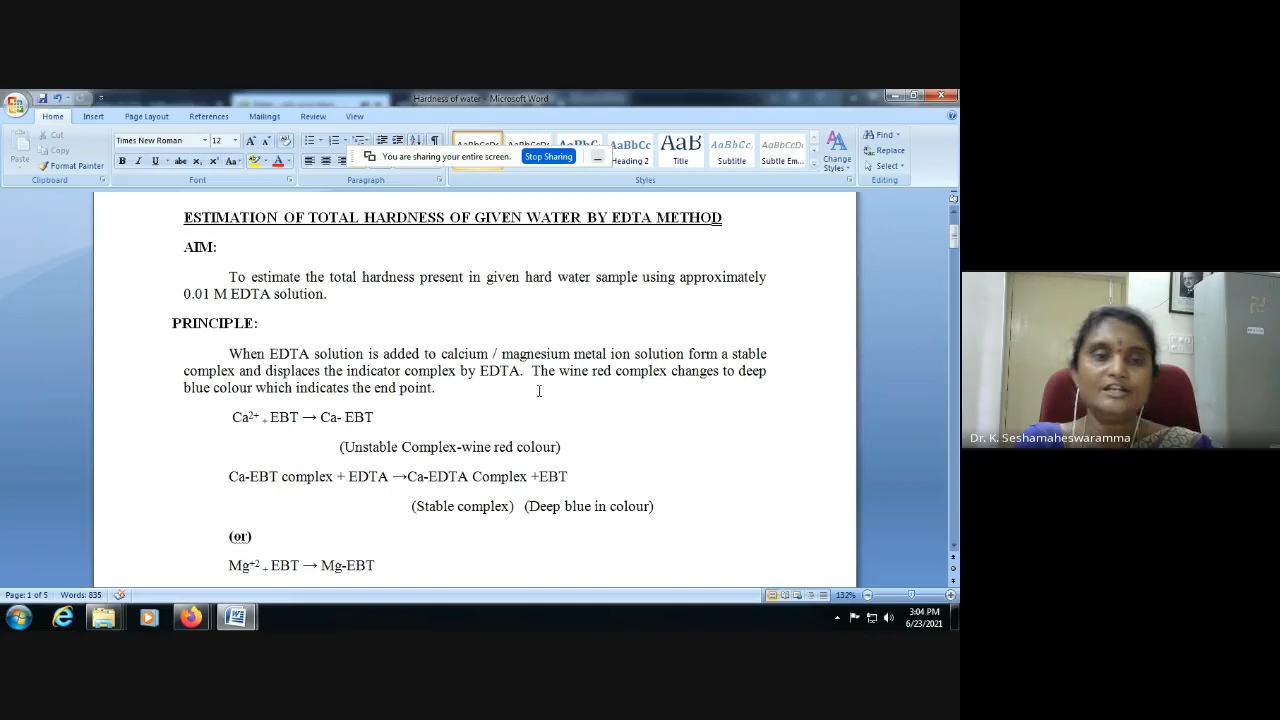 Hardness of water - Microsoft Word
Home Insert Page Layout References Mailings Review View
Cut
Copy
Format Painter
Paste
Clipboard
Times New Roman 12
Font
Paragraph
You are sharing your entire screen. Stop Sharing
Heading 2 Title Subtitle Subtle Em...
Styles
Change Styles
Find
Replace
Select
Editing
ESTIMATION OF TOTAL HARDNESS OF GIVEN WATER BY EDTA METHOD
AIM:
To estimate the total hardness present in given hard water sample using approximately
0.01 M EDTA solution.
PRINCIPLE:
When EDTA solution is added to calcium / magnesium metal ion solution form a stable
complex and displaces the indicator complex by EDTA. The wine red complex changes to deep
blue colour which indicates the end point.
Ca²⁺ + EBT → Ca- EBT
(Unstable Complex-wine red colour)
Ca-EBT complex + EDTA →Ca-EDTA Complex +EBT
(Stable complex) (Deep blue in colour)
(or)
Mg⁺² + EBT → Mg-EBT
Page: 1 of 5 Words: 835 132%
3:04 PM
6/23/2021
Dr. K. Seshamaheswaramma